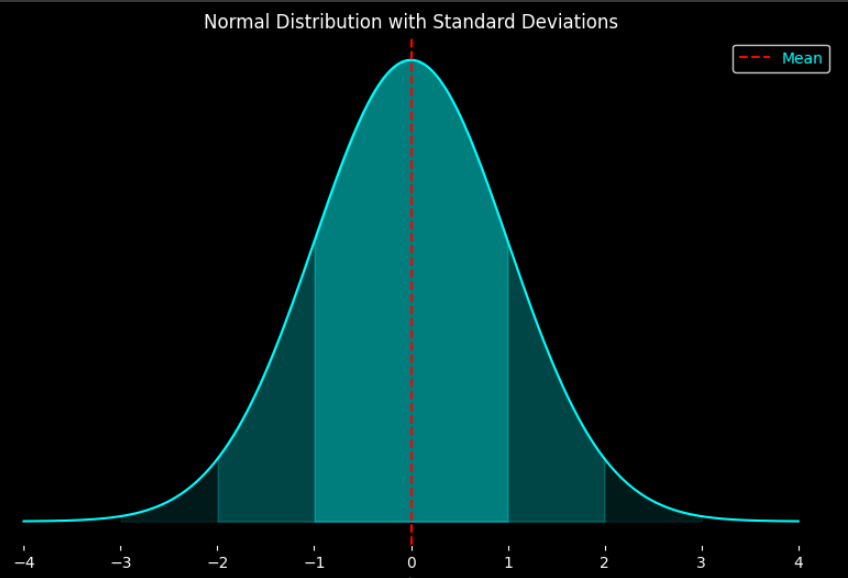 Normal Distribution with Standard Deviations
Mean
−4 −3 −2 −1 0 1 2 3 4